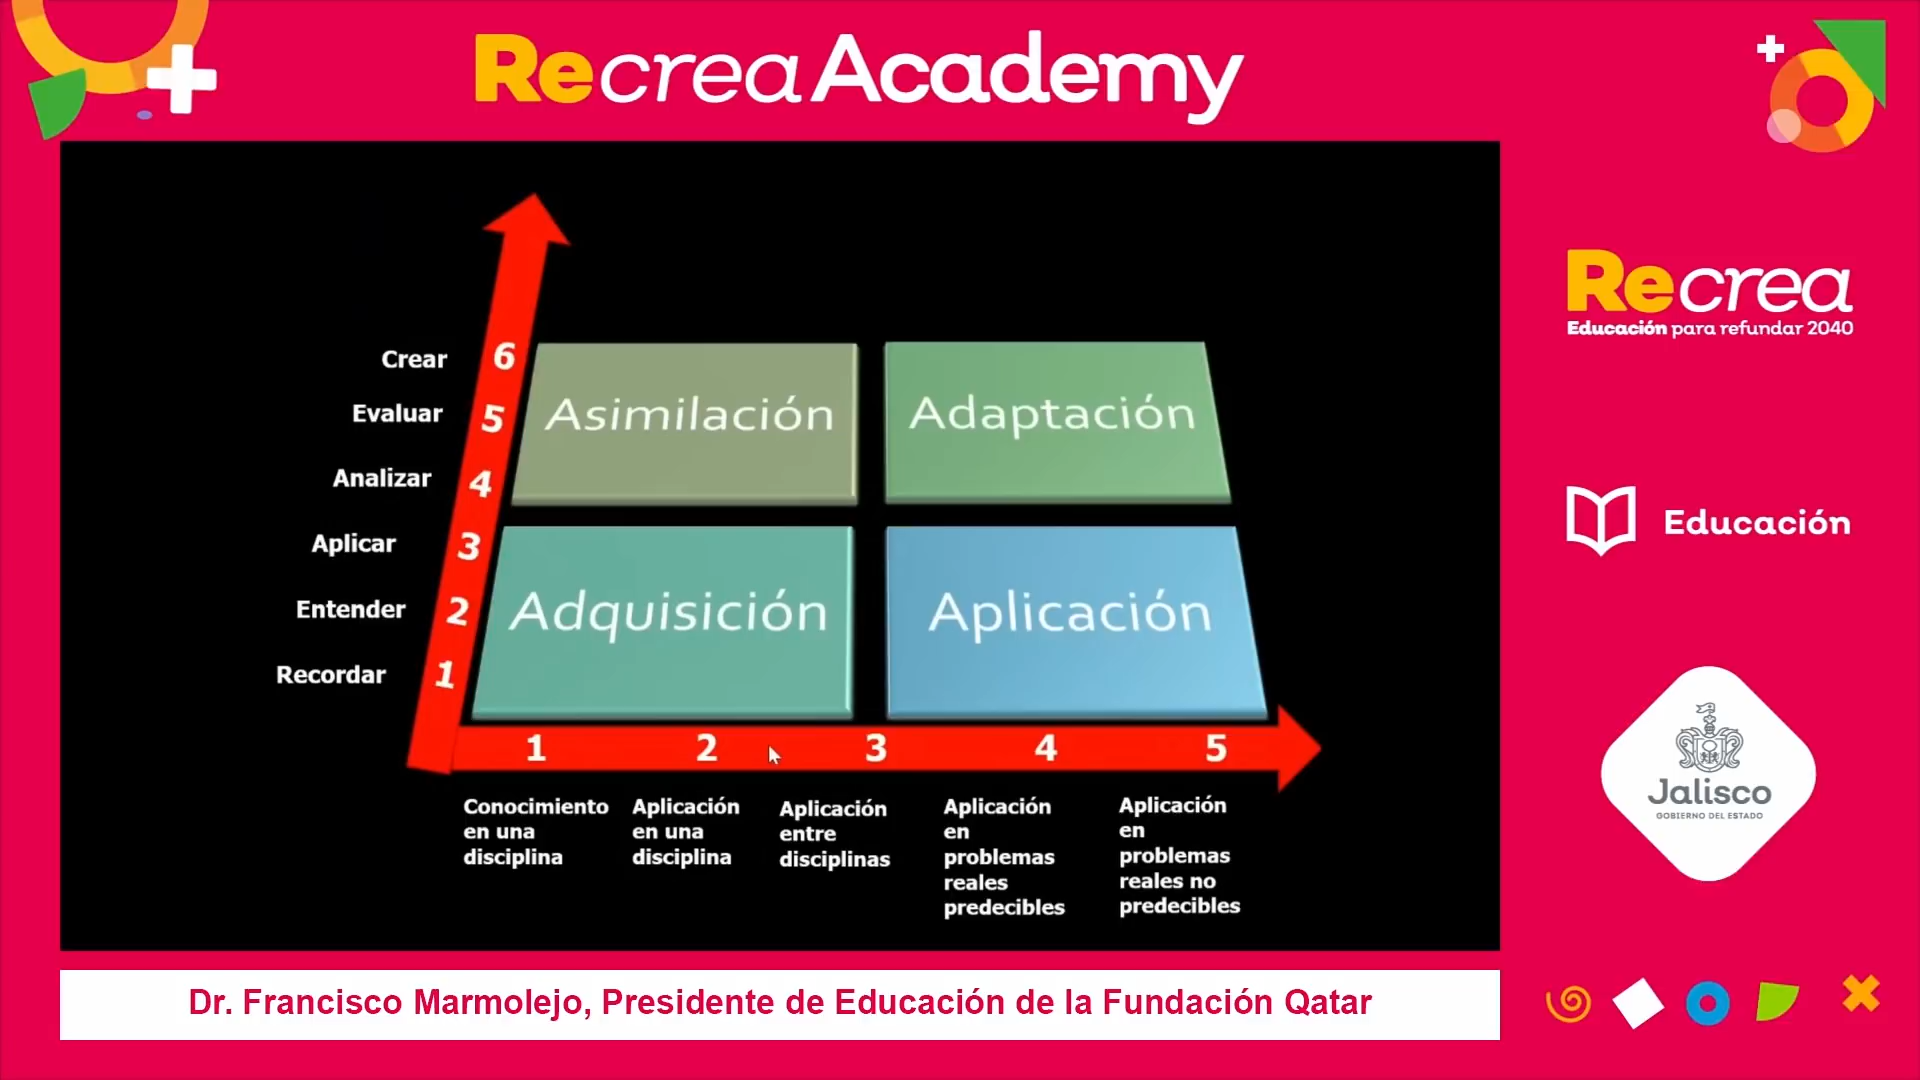 Recrea Academy
Crear 6
Evaluar 5
Analizar 4
Aplicar 3
Entender 2
Recordar 1
Asimilación
Adaptación
Adquisición
Aplicación
1 2 3 4 5
Conocimiento
en una
disciplina
Aplicación
en una
disciplina
Aplicación
entre
disciplinas
Aplicación
en
problemas
reales
predecibles
Aplicación
en
problemas
reales no
predecibles
Recrea
Educación para refundar 2040
Educación
Jalisco
GOBIERNO DEL ESTADO
Dr. Francisco Marmolejo, Presidente de Educación de la Fundación Qatar